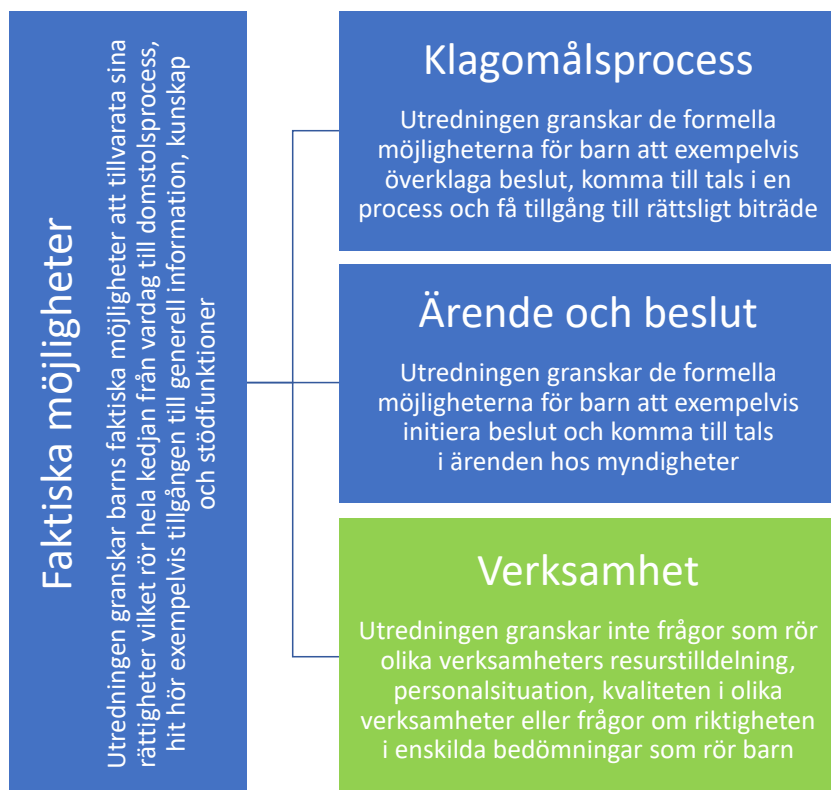 Faktiska möjligheter
Utredningen granskar barns faktiska möjligheter att tillvarata sina
rättigheter vilket rör hela kedjan från vardag till domstolsprocess,
hit hör exempelvis tillgången till generell information, kunskap
och stödfunktioner
Klagomålsprocess
Utredningen granskar de formella
möjligheterna för barn att exempelvis
överklaga beslut, komma till tals i en
process och få tillgång till rättsligt biträde
Ärende och beslut
Utredningen granskar de formella
möjligheterna för barn att exempelvis
initiera beslut och komma till tals
i ärenden hos myndigheter
Verksamhet
Utredningen granskar inte frågor som rör
olika verksamheters resurstilldelning,
personalsituation, kvaliteten i olika
verksamheter eller frågor om riktigheten
i enskilda bedömningar som rör barn